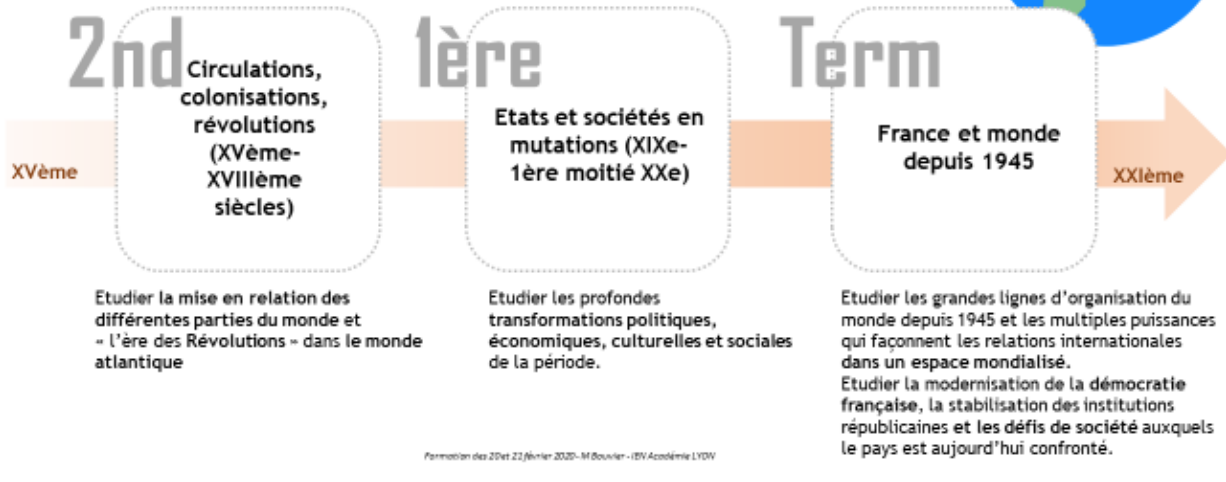 2nd
Circulations,
colonisations,
révolutions
(XVème-
XVIIIème
siècles)
1ère
Etats et sociétés en
mutations (XIXe-
1ère moitié XXe)
Term
France et monde
depuis 1945
XVème
XXIème
Etudier la mise en relation des
différentes parties du monde et
« l'ère des Révolutions » dans le monde
atlantique
Etudier les profondes
transformations politiques,
économiques, culturelles et sociales
de la période.
Etudier les grandes lignes d'organisation du
monde depuis 1945 et les multiples puissances
qui façonnent les relations internationales
dans un espace mondialisé.
Etudier la modernisation de la démocratie
française, la stabilisation des institutions
républicaines et les défis de société auxquels
le pays est aujourd'hui confronté.
Formation des 20 et 21 février 2020- M Bouvier - IEN Académie LYON